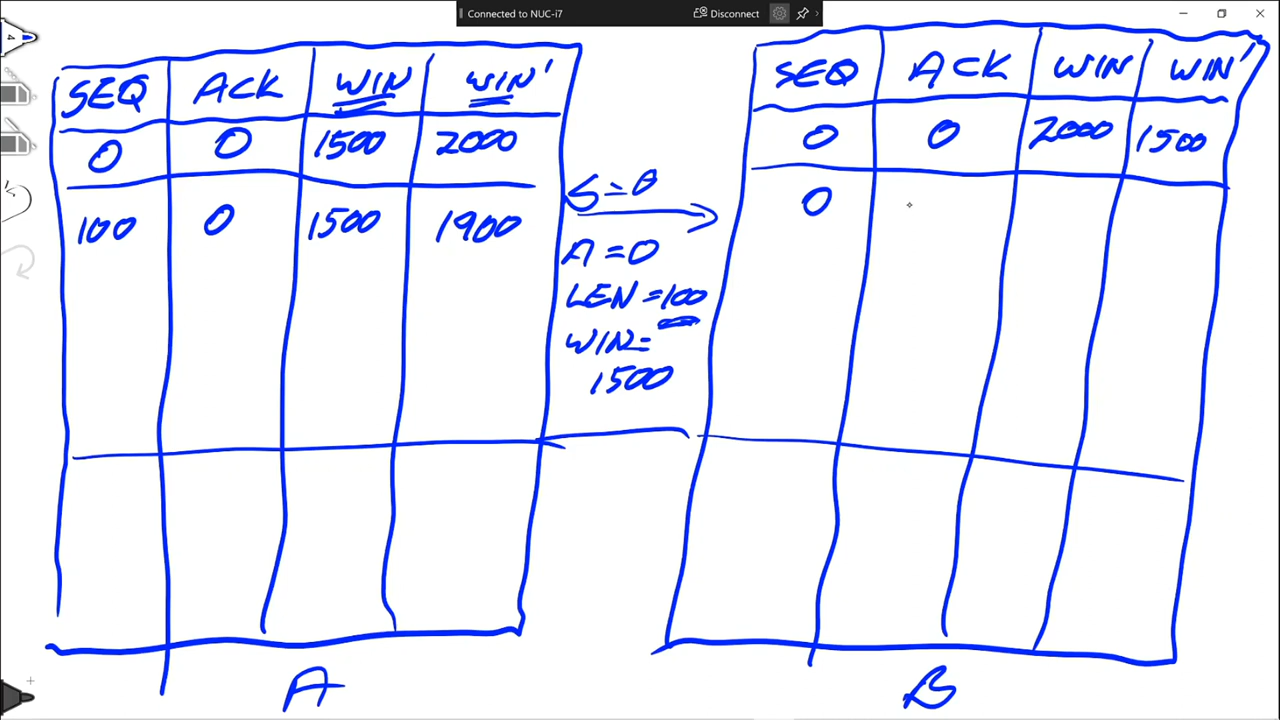 Connected to NUC-i7
Disconnect
SEQ ACK WIN WIN'
0 0 1500 2000
100 0 1500 1900
S=0
A=0
LEN=100
WIN=
1500
A
SEQ ACK WIN WIN'
0 0 2000 1500
0
B